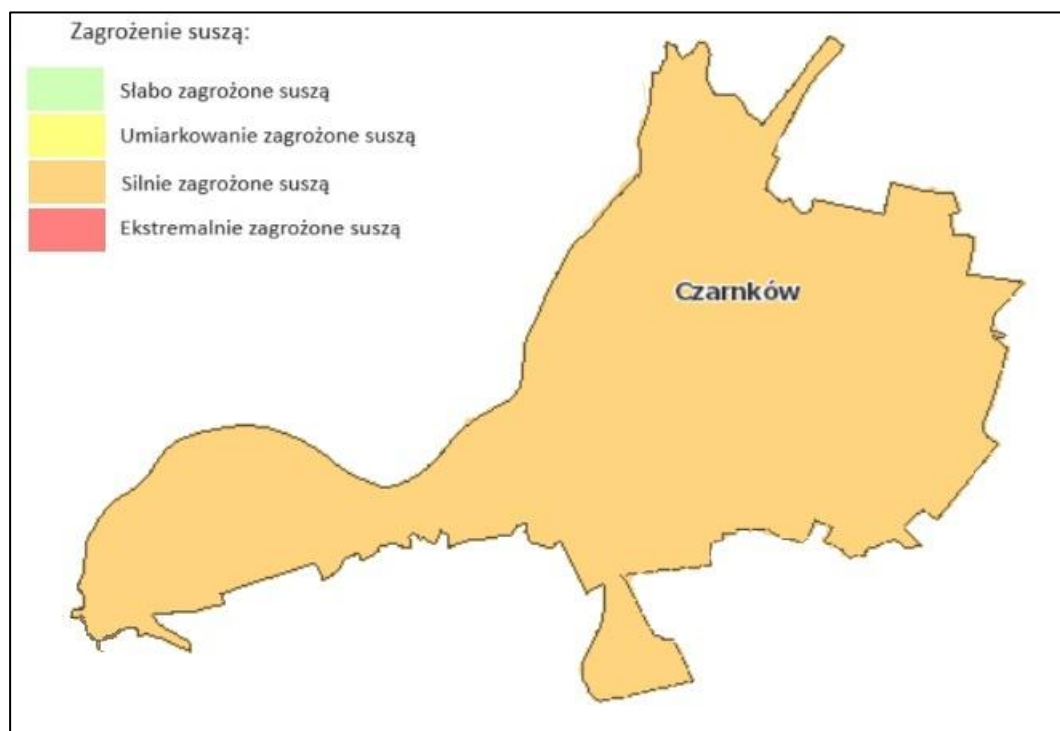 Zagrożenie suszą:
Słabo zagrożone suszą
Umiarkowanie zagrożone suszą
Silnie zagrożone suszą
Ekstremalnie zagrożone suszą
Czarnków